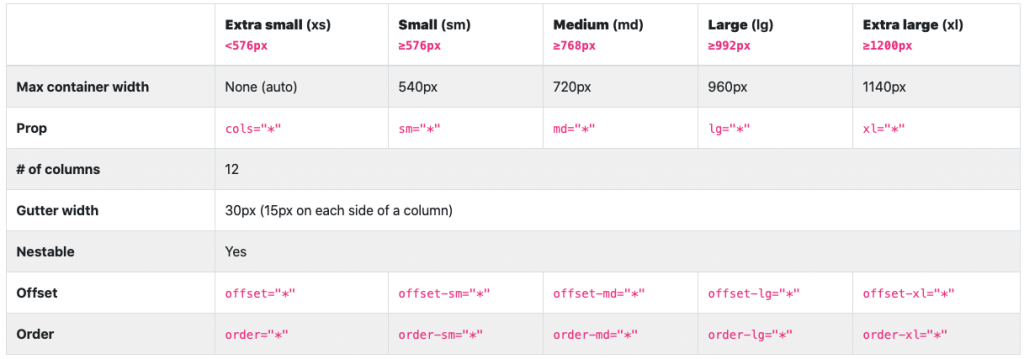 Extra small (xs) Small (sm) Medium (md) Large (lg) Extra large (xl)
<576px ≥576px ≥768px ≥992px ≥1200px
Max container width None (auto) 540px 720px 960px 1140px
Prop cols="*" sm="*" md="*" lg="*" xl="*"
# of columns 12
Gutter width 30px (15px on each side of a column)
Nestable Yes
Offset offset="*" offset-sm="*" offset-md="*" offset-lg="*" offset-xl="*"
Order order="*" order-sm="*" order-md="*" order-lg="*" order-xl="*"